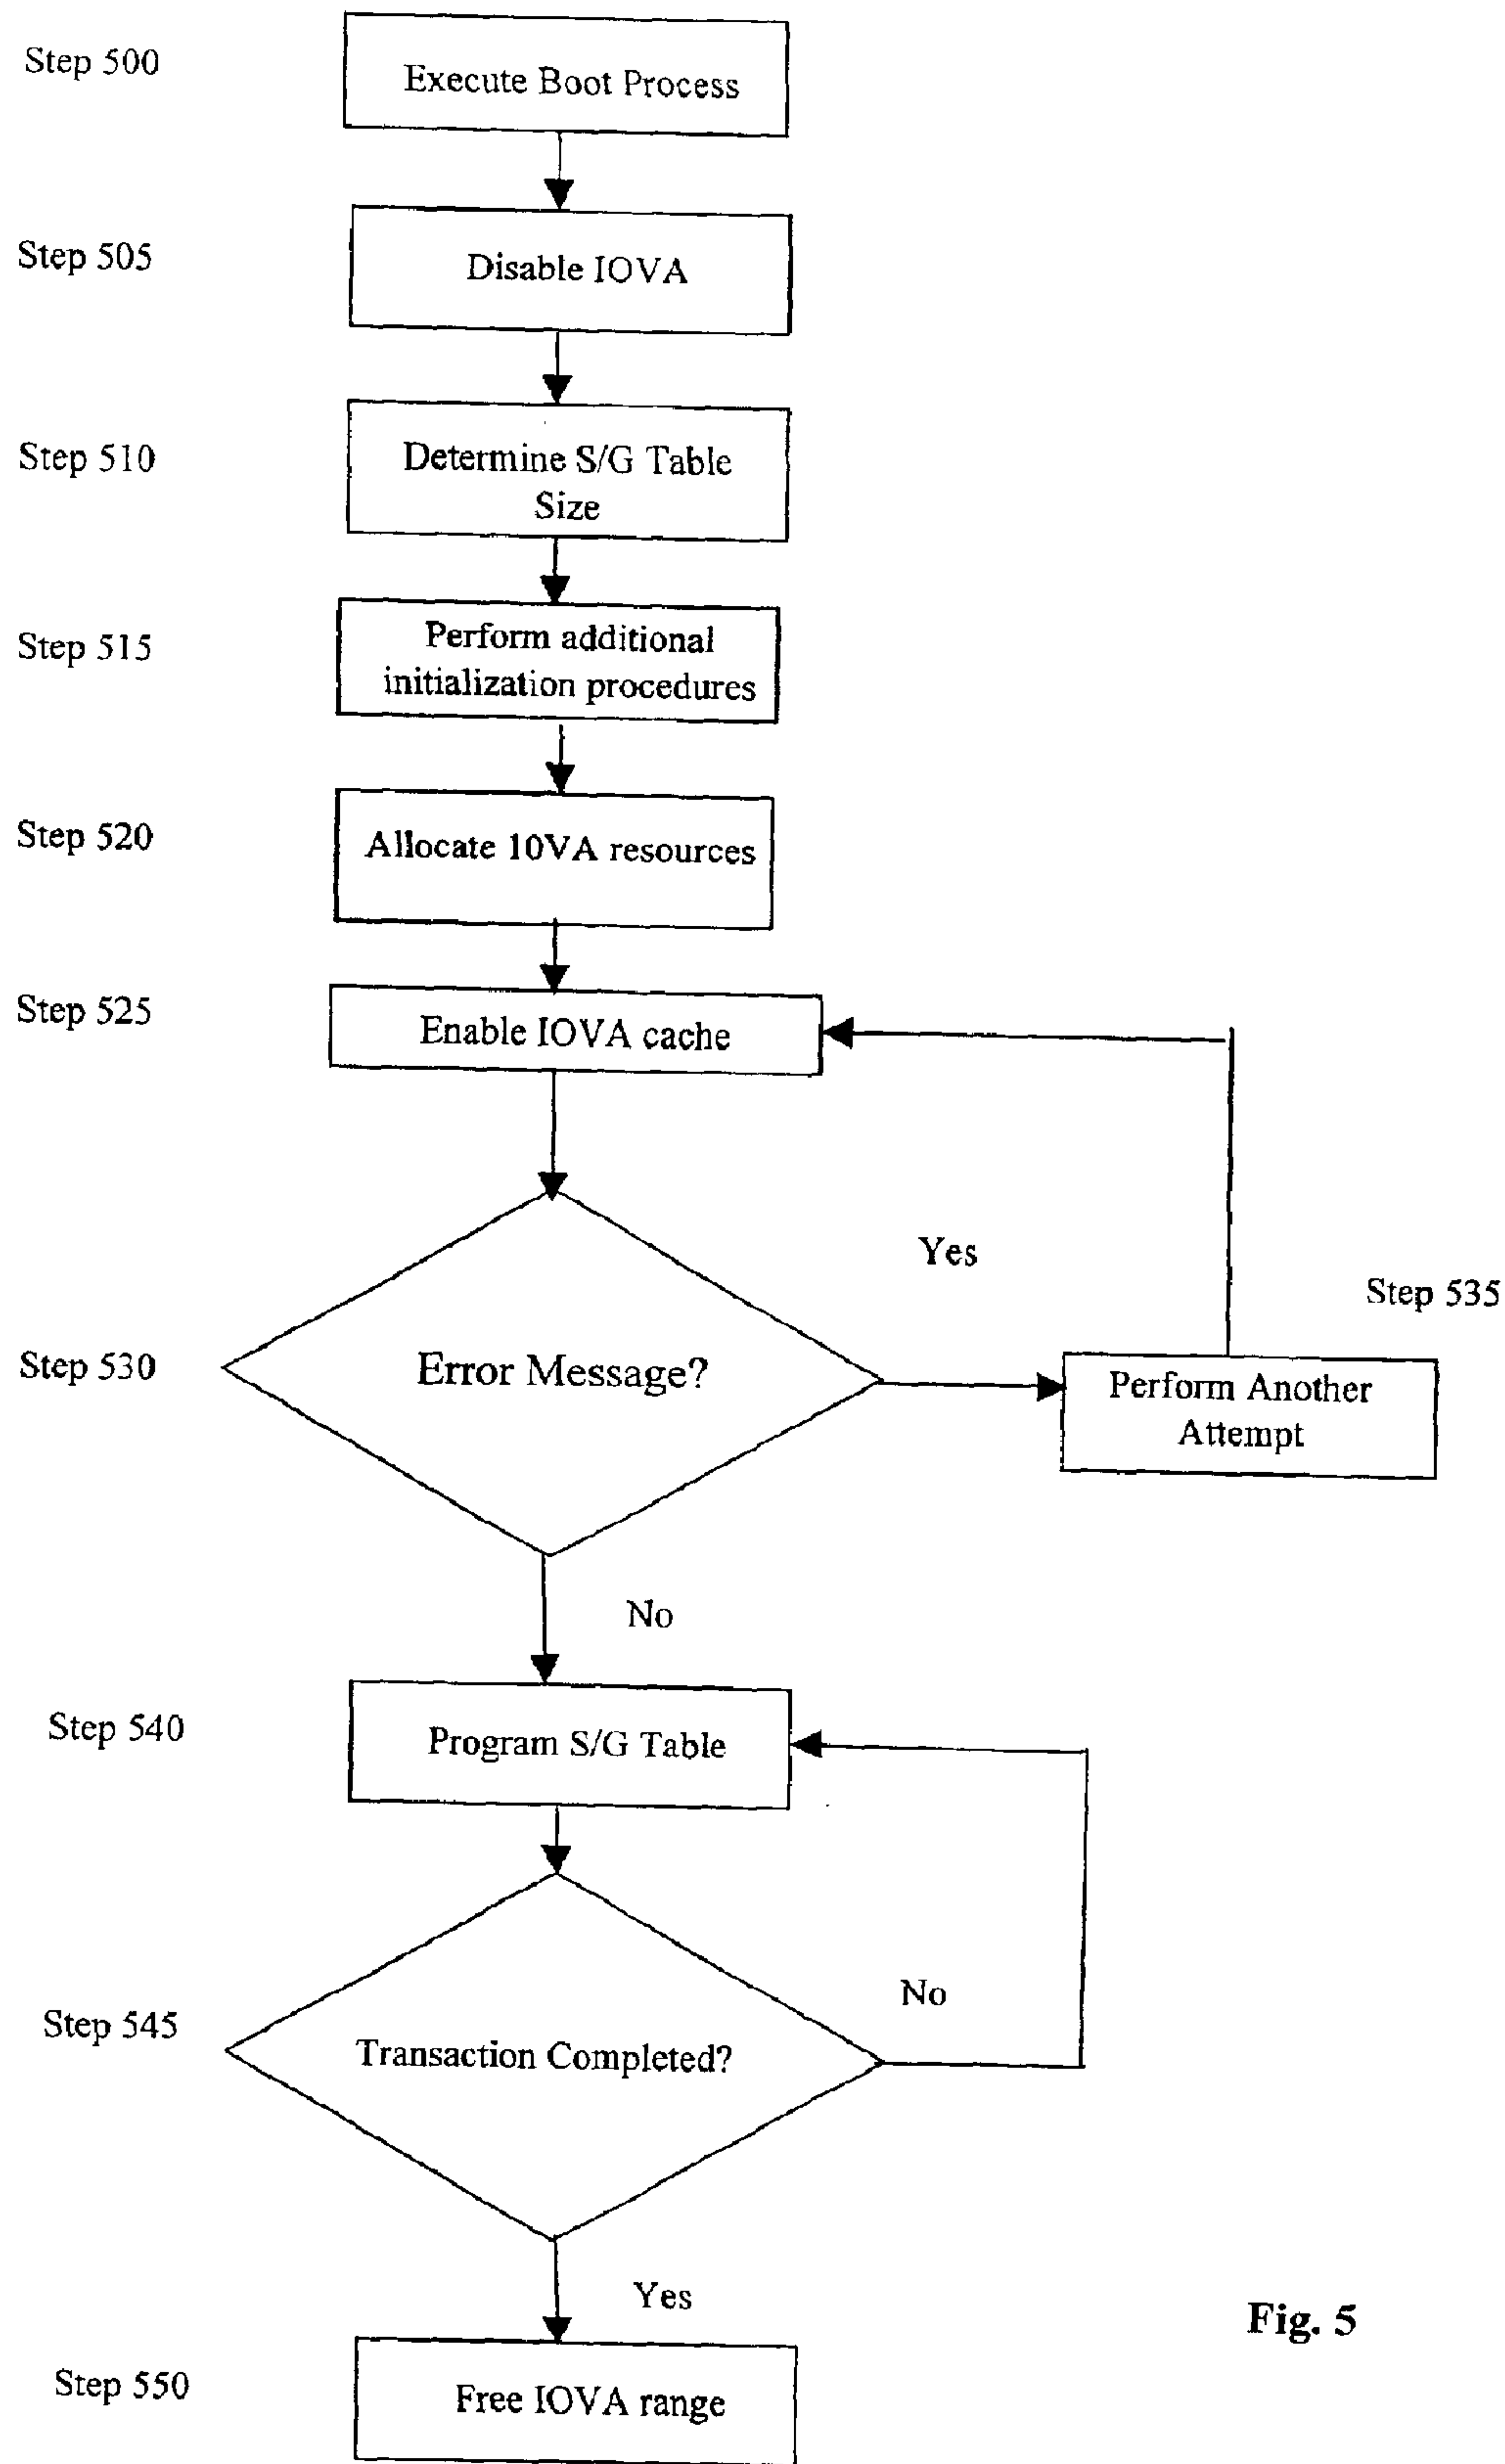 Step 500
Execute Boot Process
Step 505
Disable IOVA
Step 510
Determine S/G Table
Size
Step 515
Perform additional
initialization procedures
Step 520
Allocate 10VA resources
Step 525
Enable IOVA cache
Yes
Step 535
Step 530
Error Message?
Perform Another
Attempt
No
Step 540
Program S/G Table
No
Step 545
Transaction Completed?
Yes
Fig. 5
Step 550
Free IOVA range